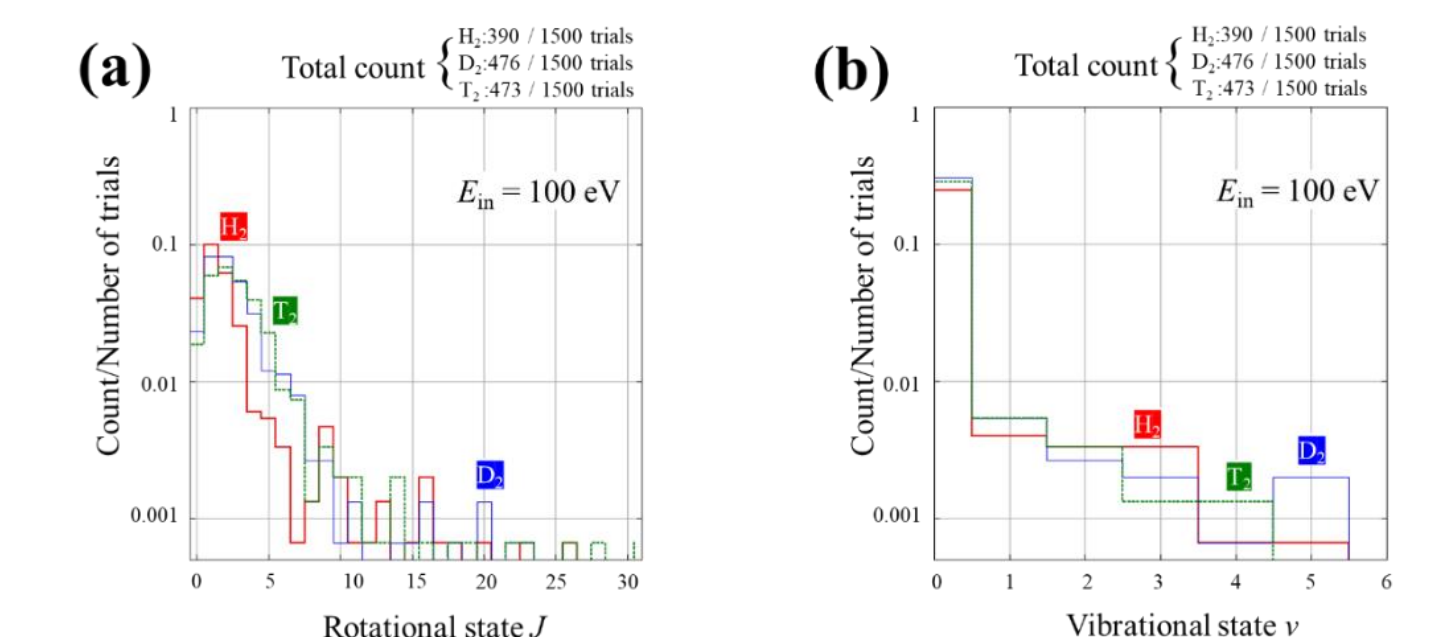 (a)
Total count
H₂:390 / 1500 trials
D₂:476 / 1500 trials
T₂ :473 / 1500 trials
1
0.1
0.01
0.001
Count/Number of trials
E_in = 100 eV
H₂
T₂
D₂
0 5 10 15 20 25 30
Rotational state J
(b)
Total count
H₂:390 / 1500 trials
D₂:476 / 1500 trials
T₂ :473 / 1500 trials
1
0.1
0.01
0.001
Count/Number of trials
E_in = 100 eV
H₂
T₂
D₂
0 1 2 3 4 5 6
Vibrational state v